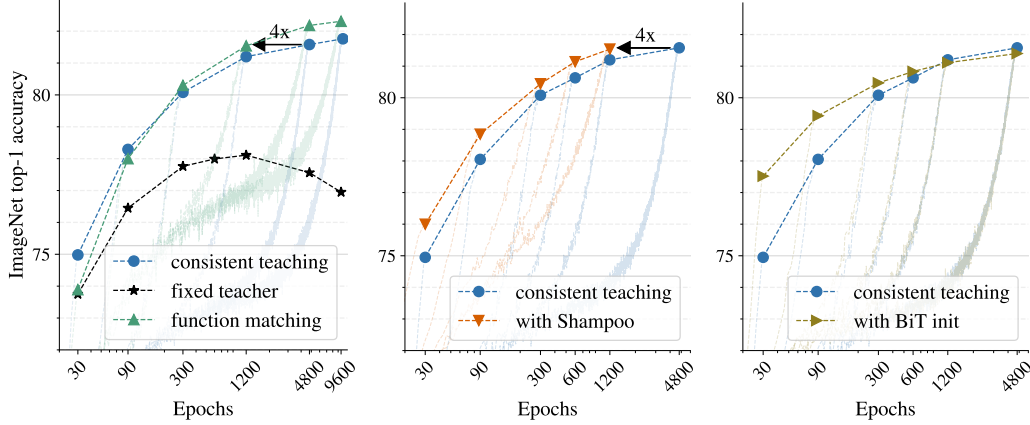 ImageNet top-1 accuracy
80
75
4x
consistent teaching
fixed teacher
function matching
30 90 300 1200 4800 9600
Epochs
80
75
4x
consistent teaching
with Shampoo
30 90 300 600 1200 4800
Epochs
80
75
consistent teaching
with BiT init
30 90 300 600 1200 4800
Epochs